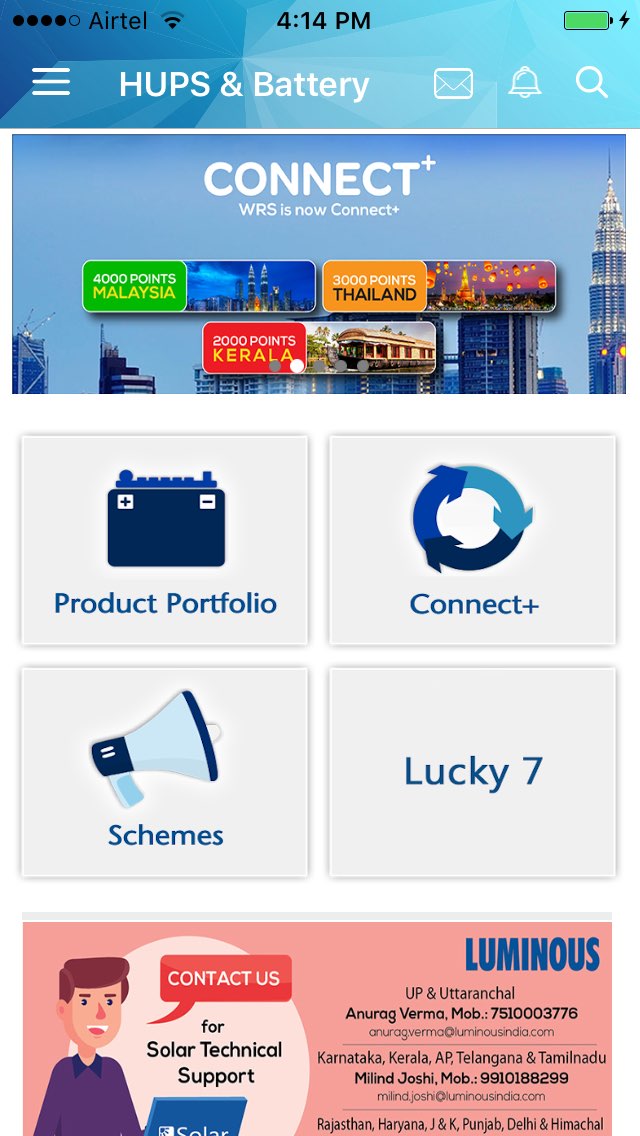 Airtel
4:14 PM
HUPS & Battery
CONNECT+
WRS is now Connect+
4000 POINTS
MALAYSIA
3000 POINTS
THAILAND
2000 POINTS
KERALA
Product Portfolio
Connect+
Schemes
Lucky 7
CONTACT US
for
Solar Technical
Support
Solar
LUMINOUS
UP & Uttaranchal
Anurag Verma, Mob.: 7510003776
anurag.verma@luminousindia.com
Karnataka, Kerala, AP, Telangana & Tamilnadu
Milind Joshi, Mob.: 9910188299
milind.joshi@luminousindia.com
Rajasthan, Haryana, J & K, Punjab, Delhi & Himachal